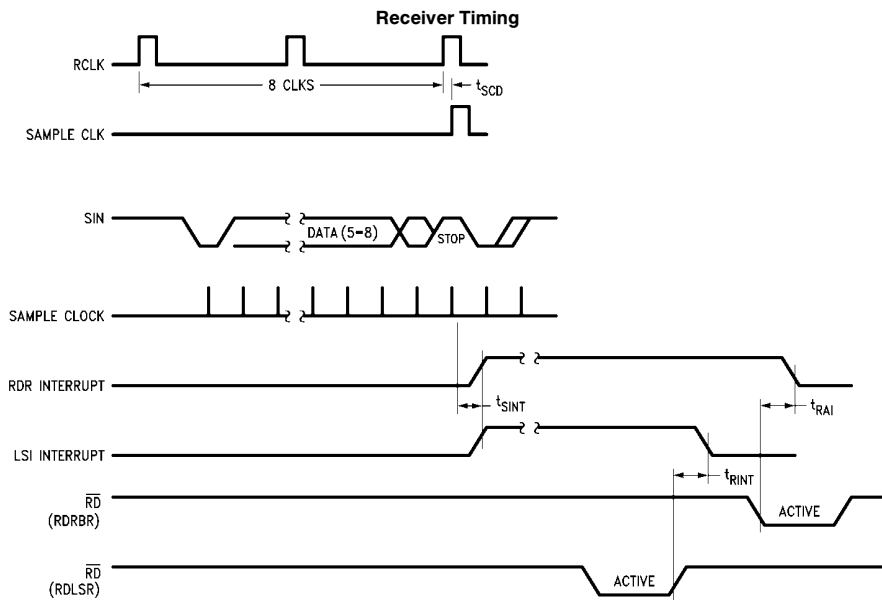 Receiver Timing
RCLK
8 CLKS
tSCD
SAMPLE CLK
SIN
DATA (5-8)
STOP
SAMPLE CLOCK
RDR INTERRUPT
tSINT
tRAI
LSI INTERRUPT
tRINT
RD
(RDRBR)
ACTIVE
RD
(RDLSR)
ACTIVE